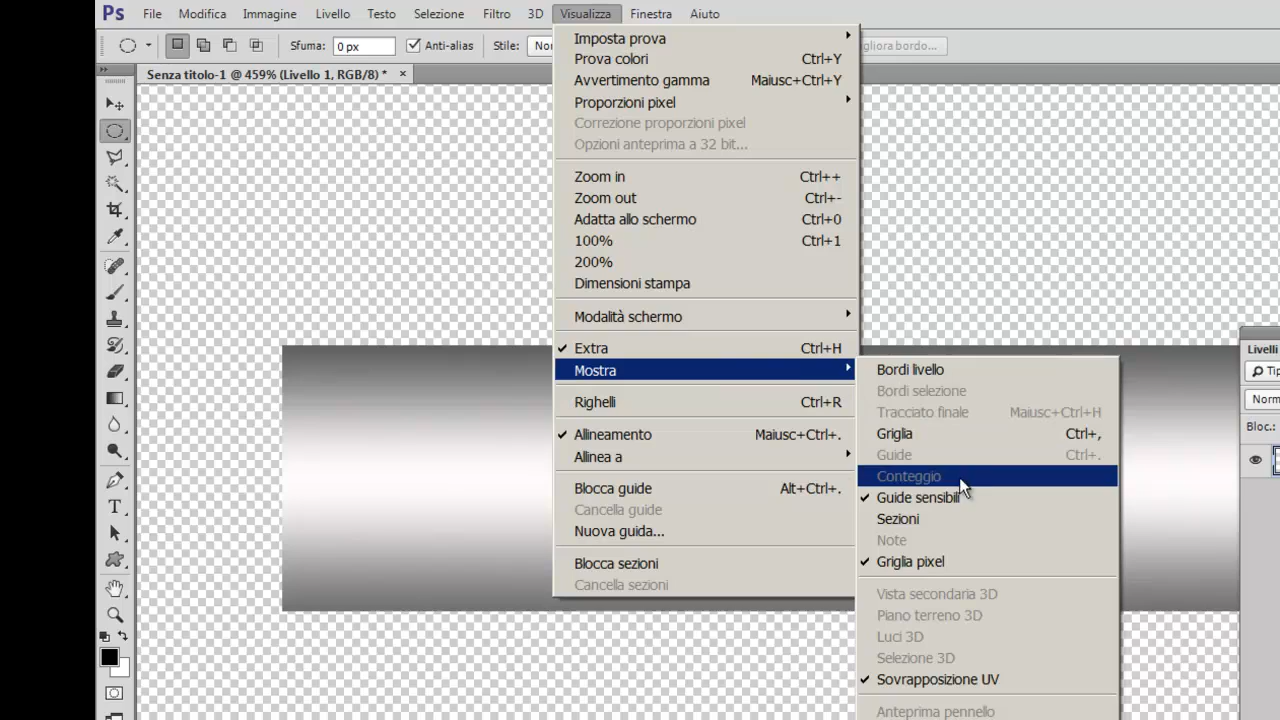 Ps File Modifica Immagine Livello Testo Selezione Filtro 3D Visualizza Finestra Aiuto
Sfuma: 0 px Anti-alias Stile: gliora bordo...
Senza titolo-1 @ 459% (Livello 1, RGB/8) * ×
Imposta prova
Prova colori Ctrl+Y
Avvertimento gamma Maiusc+Ctrl+Y
Proporzioni pixel
Correzione proporzioni pixel
Opzioni anteprima a 32 bit...
Zoom in Ctrl++
Zoom out Ctrl+-
Adatta allo schermo Ctrl+0
100% Ctrl+1
200%
Dimensioni stampa
Modalità schermo
Extra Ctrl+H
Mostra
Righelli Ctrl+R
Allineamento Maiusc+Ctrl+.
Allinea a
Blocca guide Alt+Ctrl+.
Cancella guide
Nuova guida...
Blocca sezioni
Cancella sezioni
Bordi livello
Bordi selezione
Tracciato finale Maiusc+Ctrl+H
Griglia Ctrl+,
Guide Ctrl+.
Conteggio
Guide sensibili
Sezioni
Note
Griglia pixel
Vista secondaria 3D
Piano terreno 3D
Luci 3D
Selezione 3D
Sovrapposizione UV
Anteprima pennello
Livelli
Tip
Norm
Bloc.: